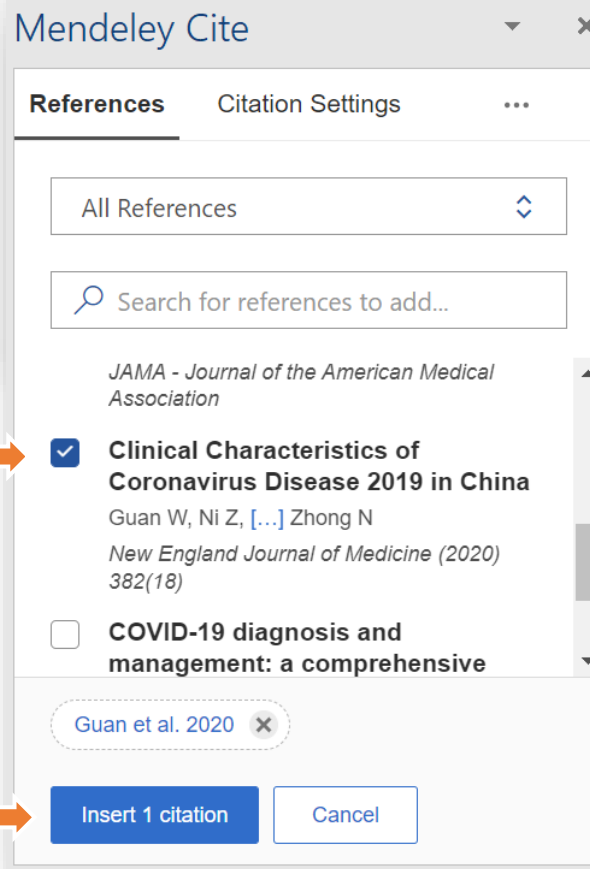 Mendeley Cite
References Citation Settings ...
All References
Search for references to add...
JAMA - Journal of the American Medical
Association
Clinical Characteristics of
Coronavirus Disease 2019 in China
Guan W, Ni Z, [...] Zhong N
New England Journal of Medicine (2020)
382(18)
COVID-19 diagnosis and
management: a comprehensive
Guan et al. 2020
Insert 1 citation Cancel